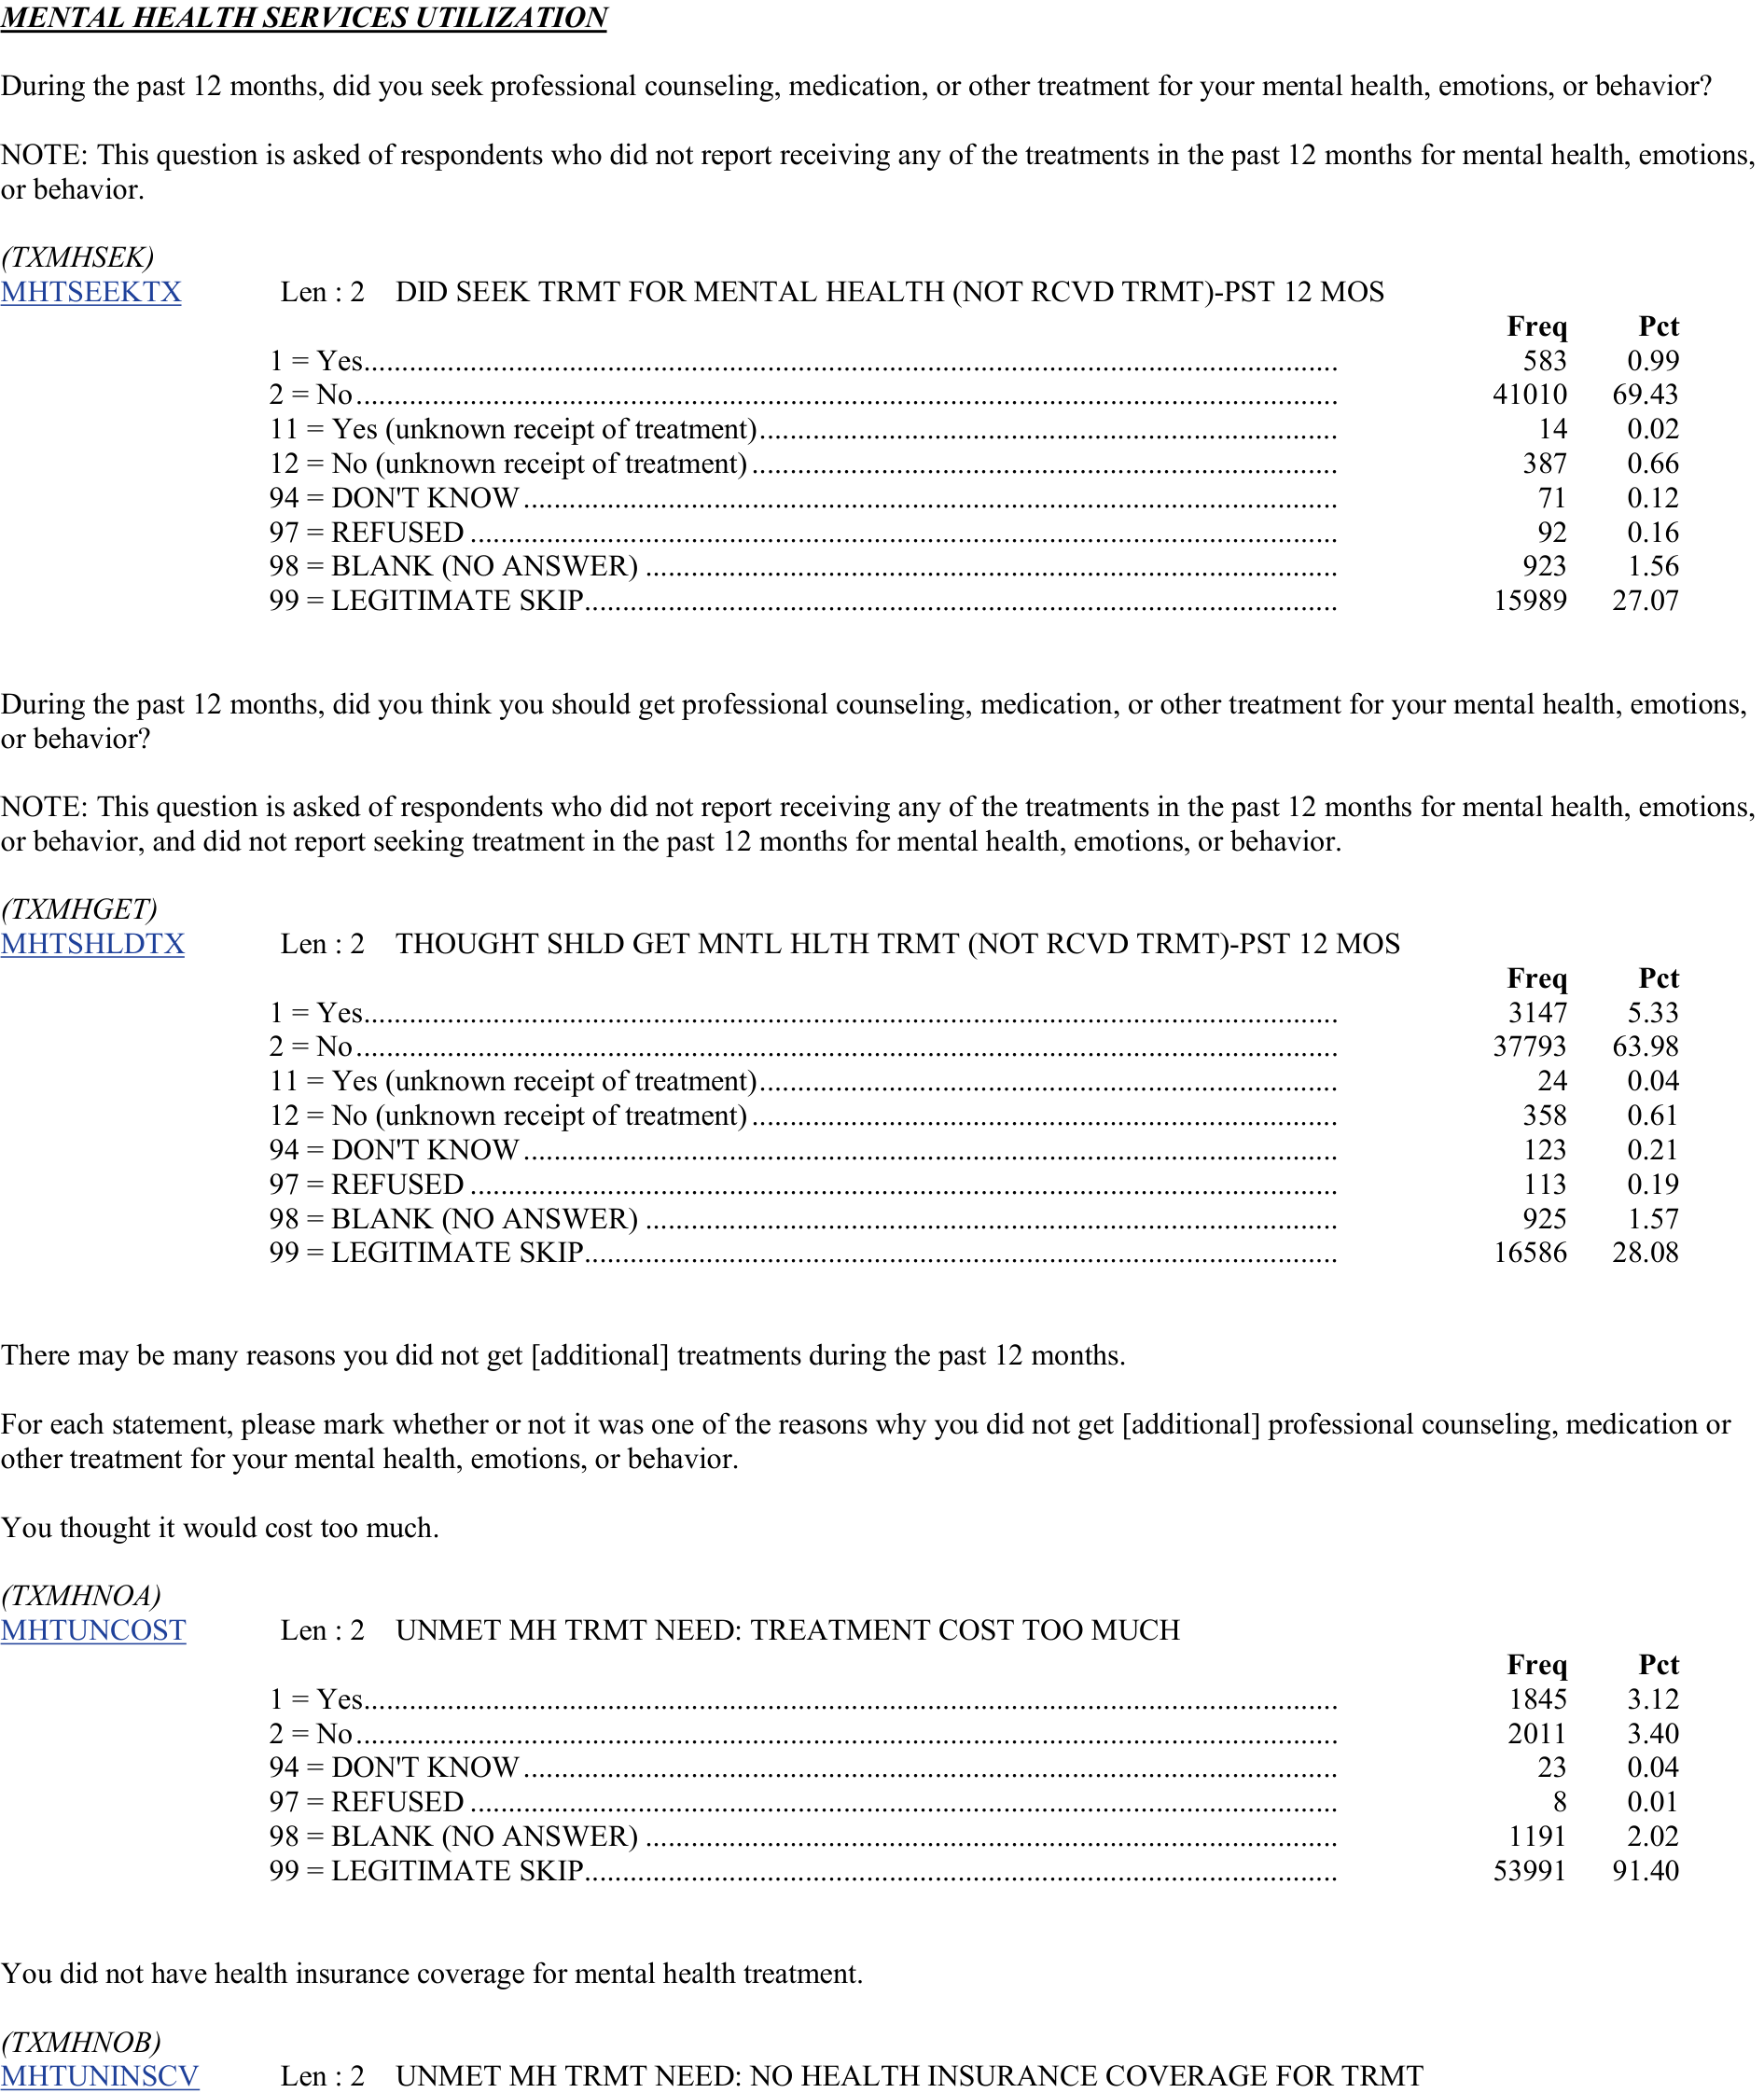 MENTAL HEALTH SERVICES UTILIZATION
During the past 12 months, did you seek professional counseling, medication, or other treatment for your mental health, emotions, or behavior?
NOTE: This question is asked of respondents who did not report receiving any of the treatments in the past 12 months for mental health, emotions,
or behavior.
(TXMHSEK)
MHTSEEKTX Len : 2 DID SEEK TRMT FOR MENTAL HEALTH (NOT RCVD TRMT)-PST 12 MOS
Freq Pct
1 = Yes.......... 583 0.99
2 = No.......... 41010 69.43
11 = Yes (unknown receipt of treatment).......... 14 0.02
12 = No (unknown receipt of treatment).......... 387 0.66
94 = DON'T KNOW.......... 71 0.12
97 = REFUSED.......... 92 0.16
98 = BLANK (NO ANSWER).......... 923 1.56
99 = LEGITIMATE SKIP.......... 15989 27.07
During the past 12 months, did you think you should get professional counseling, medication, or other treatment for your mental health, emotions,
or behavior?
NOTE: This question is asked of respondents who did not report receiving any of the treatments in the past 12 months for mental health, emotions,
or behavior, and did not report seeking treatment in the past 12 months for mental health, emotions, or behavior.
(TXMHGET)
MHTSHLDTX Len : 2 THOUGHT SHLD GET MNTL HLTH TRMT (NOT RCVD TRMT)-PST 12 MOS
Freq Pct
1 = Yes.......... 3147 5.33
2 = No.......... 37793 63.98
11 = Yes (unknown receipt of treatment).......... 24 0.04
12 = No (unknown receipt of treatment).......... 358 0.61
94 = DON'T KNOW.......... 123 0.21
97 = REFUSED.......... 113 0.19
98 = BLANK (NO ANSWER).......... 925 1.57
99 = LEGITIMATE SKIP.......... 16586 28.08
There may be many reasons you did not get [additional] treatments during the past 12 months.
For each statement, please mark whether or not it was one of the reasons why you did not get [additional] professional counseling, medication or
other treatment for your mental health, emotions, or behavior.
You thought it would cost too much.
(TXMHNOA)
MHTUNCOST Len : 2 UNMET MH TRMT NEED: TREATMENT COST TOO MUCH
Freq Pct
1 = Yes.......... 1845 3.12
2 = No.......... 2011 3.40
94 = DON'T KNOW.......... 23 0.04
97 = REFUSED.......... 8 0.01
98 = BLANK (NO ANSWER).......... 1191 2.02
99 = LEGITIMATE SKIP.......... 53991 91.40
You did not have health insurance coverage for mental health treatment.
(TXMHNOB)
MHTUNINSCV Len : 2 UNMET MH TRMT NEED: NO HEALTH INSURANCE COVERAGE FOR TRMT